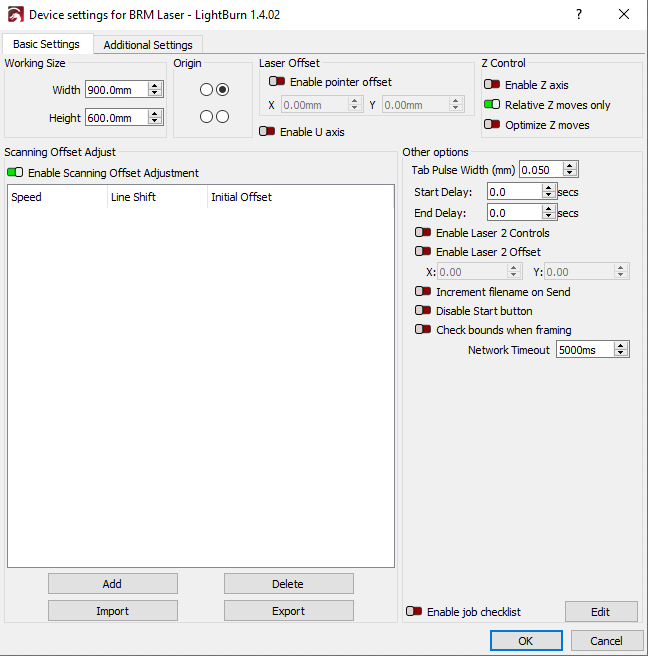 Device settings for BRM Laser - LightBurn 1.4.02
?
Basic Settings
Additional Settings
Working Size
Width 900.0mm
Height 600.0mm
Origin
Laser Offset
Enable pointer offset
X 0.00mm Y 0.00mm
Enable U axis
Z Control
Enable Z axis
Relative Z moves only
Optimize Z moves
Scanning Offset Adjust
Enable Scanning Offset Adjustment
Speed Line Shift Initial Offset
Add Delete
Import Export
Other options
Tab Pulse Width (mm) 0.050
Start Delay: 0.0 secs
End Delay: 0.0 secs
Enable Laser 2 Controls
Enable Laser 2 Offset
X: 0.00 Y: 0.00
Increment filename on Send
Disable Start button
Check bounds when framing
Network Timeout 5000ms
Enable job checklist Edit
OK Cancel